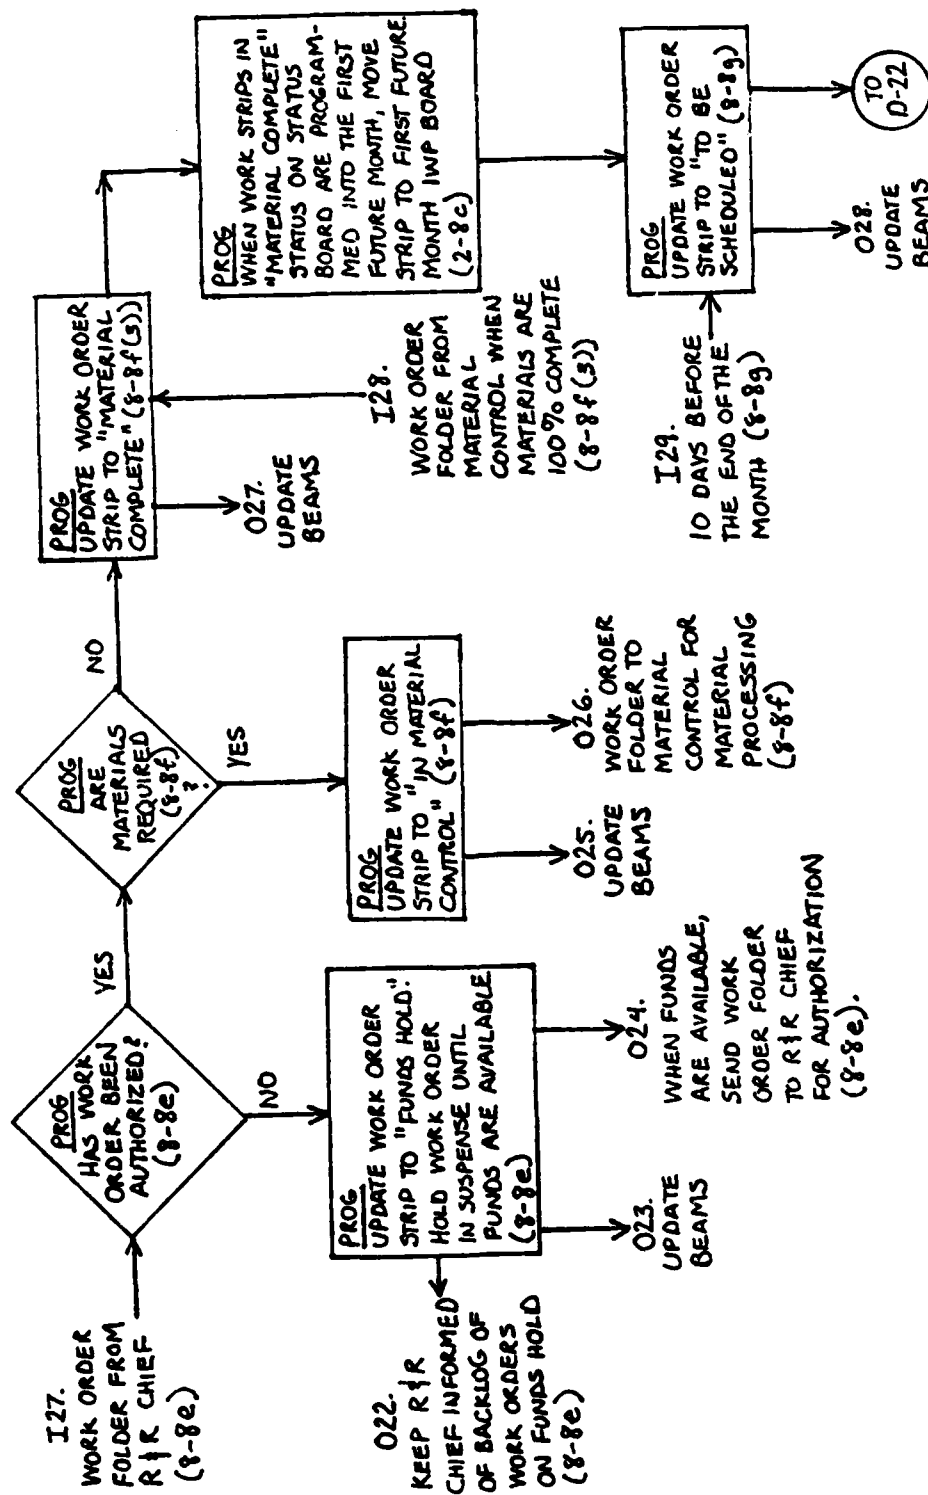 I27.
WORK ORDER
FOLDER FROM
R & R CHIEF
(8-8e)
PROG
HAS WORK
ORDER BEEN
AUTHORIZED?
(8-8e)
YES
NO
PROG
ARE
MATERIALS
REQUIRED
(8-8f)
?
NO
YES
PROG
UPDATE WORK ORDER
STRIP TO "MATERIAL
COMPLETE" (8-8f(3))
PROG
WHEN WORK STRIPS IN
"MATERIAL COMPLETE"
STATUS ON STATUS
BOARD ARE PROGRAM-
MED INTO THE FIRST
FUTURE MONTH, MOVE
STRIP TO FIRST FUTURE
MONTH IWP BOARD
(2-8c)
O22.
KEEP R & R
CHIEF INFORMED
OF BACKLOG OF
WORK ORDERS
ON FUNDS HOLD
(8-8e)
PROG
UPDATE WORK ORDER
STRIP TO "FUNDS HOLD."
HOLD WORK ORDER
IN SUSPENSE UNTIL
FUNDS ARE AVAILABLE
(8-8e)
O23.
UPDATE
BEAMS
O24.
WHEN FUNDS
ARE AVAILABLE,
SEND WORK
ORDER FOLDER
TO R & R CHIEF
FOR AUTHORIZATION
(8-8e).
PROG
UPDATE WORK ORDER
STRIP TO "IN MATERIAL
CONTROL" (8-8f)
O25.
UPDATE
BEAMS
O26.
WORK ORDER
FOLDER TO
MATERIAL
CONTROL FOR
MATERIAL
PROCESSING
(8-8f)
O27.
UPDATE
BEAMS
I28.
WORK ORDER
FOLDER FROM
MATERIAL
CONTROL WHEN
MATERIALS ARE
100% COMPLETE
(8-8f(3))
I29.
10 DAYS BEFORE
THE END OF THE
MONTH (8-8g)
PROG
UPDATE WORK ORDER
STRIP TO "TO BE
SCHEDULED" (8-8g)
O28.
UPDATE
BEAMS
TO
D-22